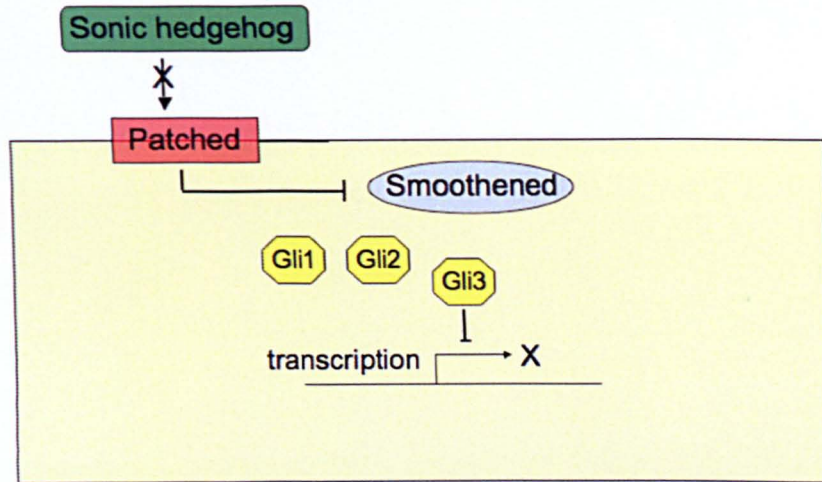 Sonic hedgehog
X
Patched
Smoothened
Gli1 Gli2
Gli3
transcription X